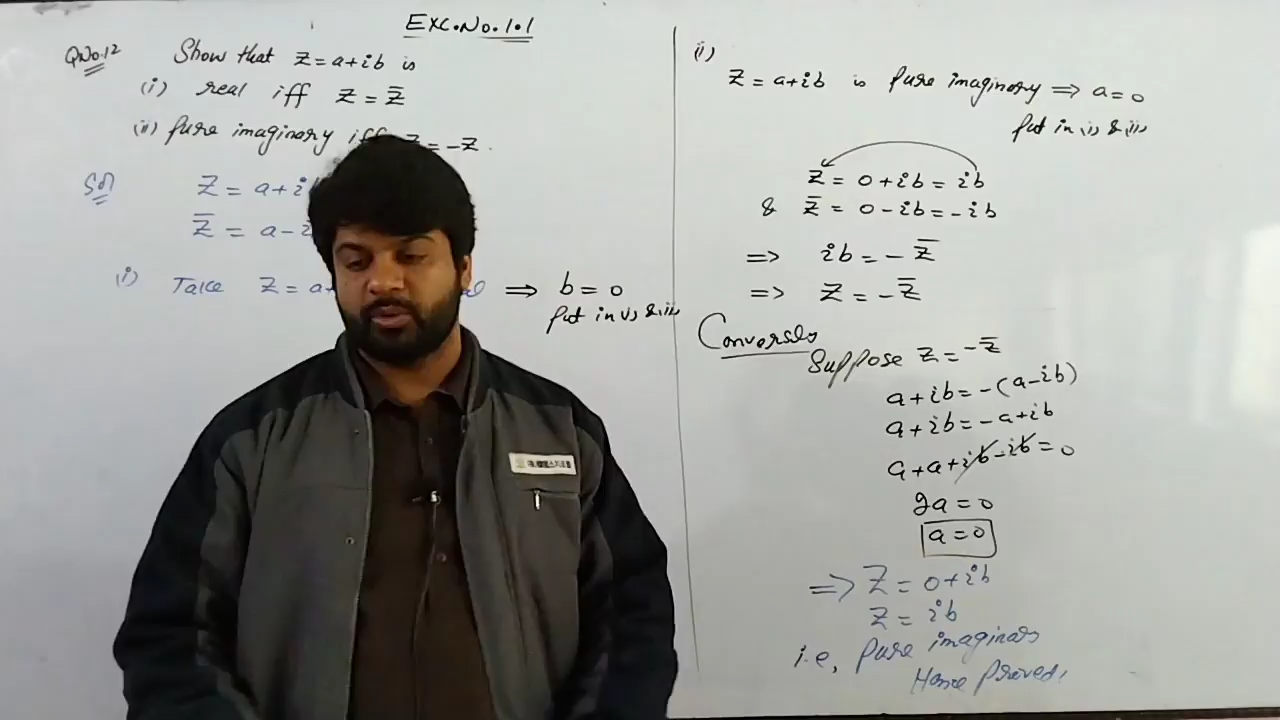 Exc.No.1.1
QNo.12 Show that z = a+ib is
(i) real iff z = z̅
(ii) Pure imaginary iff z = -z.
Sol z = a+i
z̅ = a-i
(i) Take z = a+ ⟹ b = 0
Put in (i) & (ii)
(ii)
z = a+ib is Pure imaginary ⟹ a = 0
Put in (i) & (ii)
z = 0+ib = ib
& z̅ = 0-ib = -ib
⟹ ib = -z̅
⟹ z = -z̅
Conversely
Suppose z = -z̅
a+ib = -(a-ib)
a+ib = -a+ib
a+a+ib-ib = 0
2a = 0
a = 0
⟹ z = 0+ib
z = ib
i.e, Pure imaginary
Hence Proved,